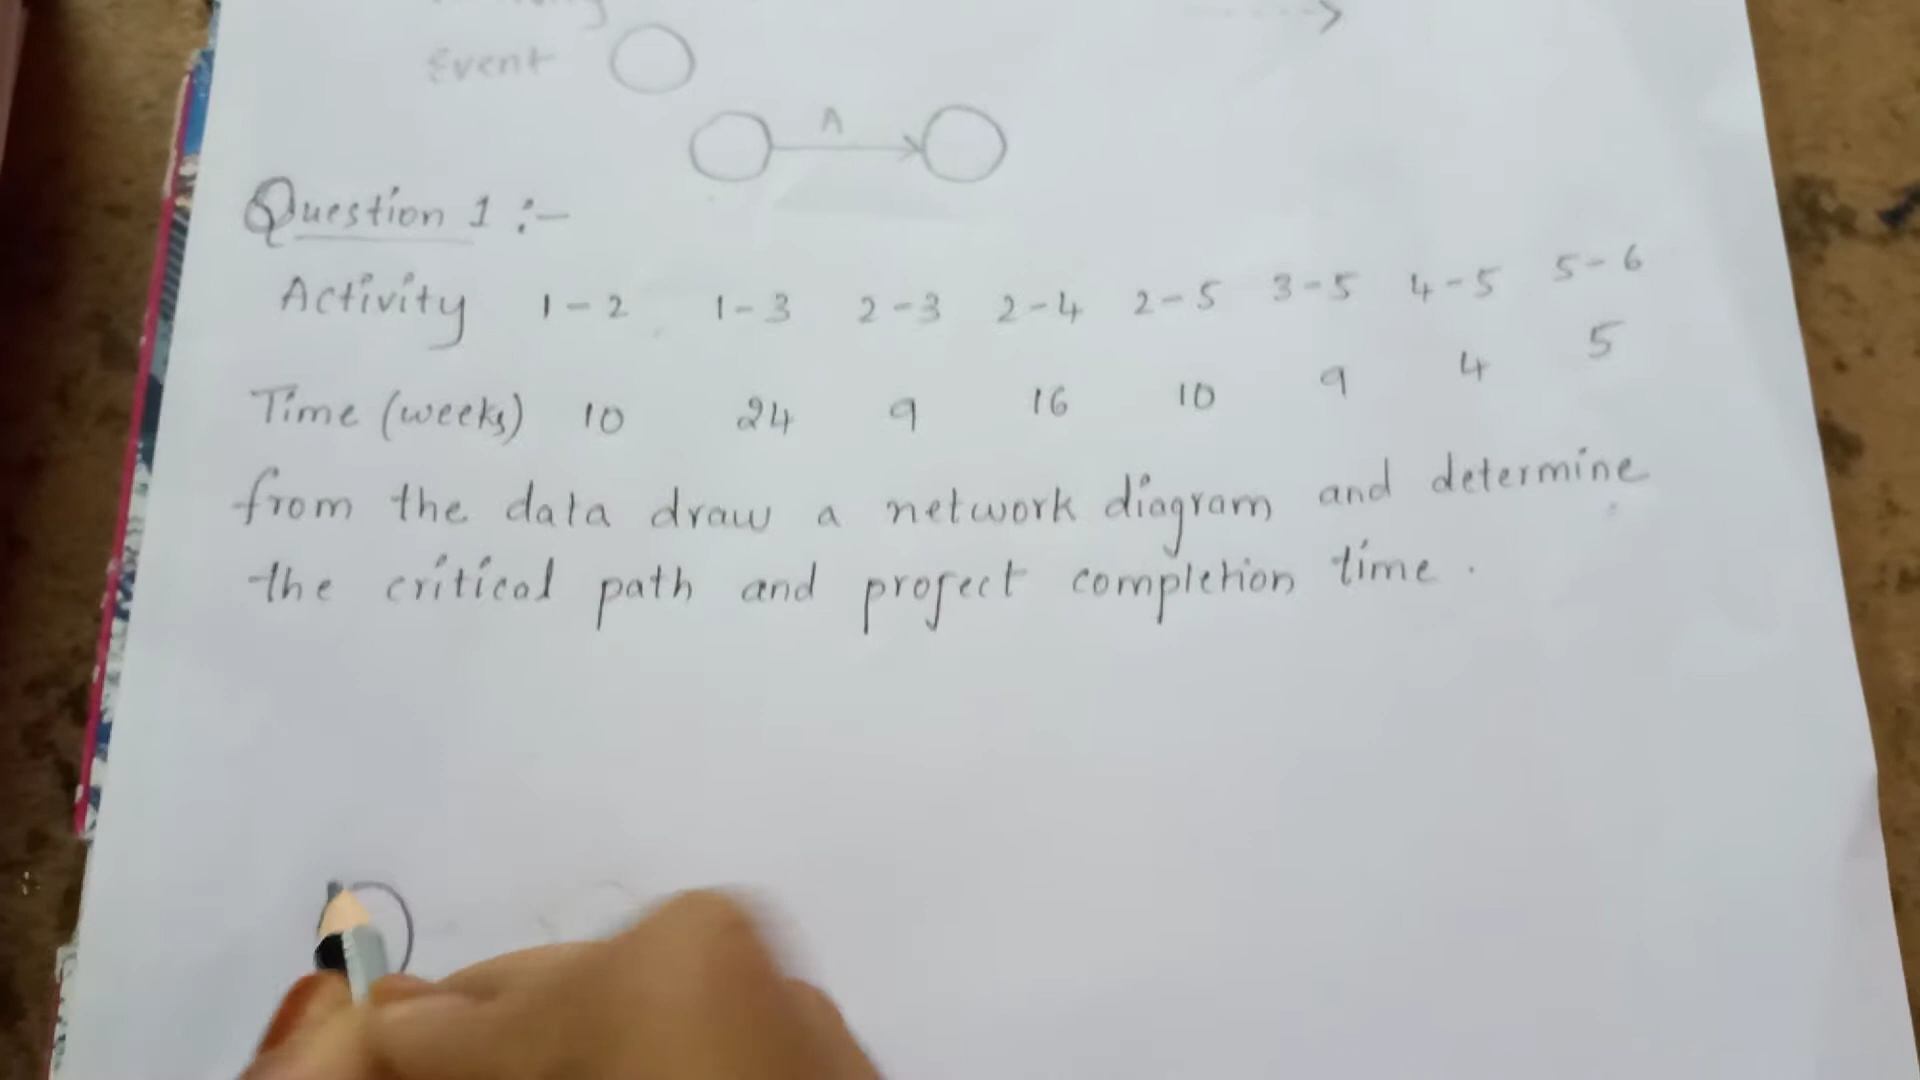 Event
A
Question 1 :-
Activity 1-2 1-3 2-3 2-4 2-5 3-5 4-5 5-6
Time (weeks) 10 24 9 16 10 9 4 5
from the data draw a network diagram and determine
the critical path and project completion time.